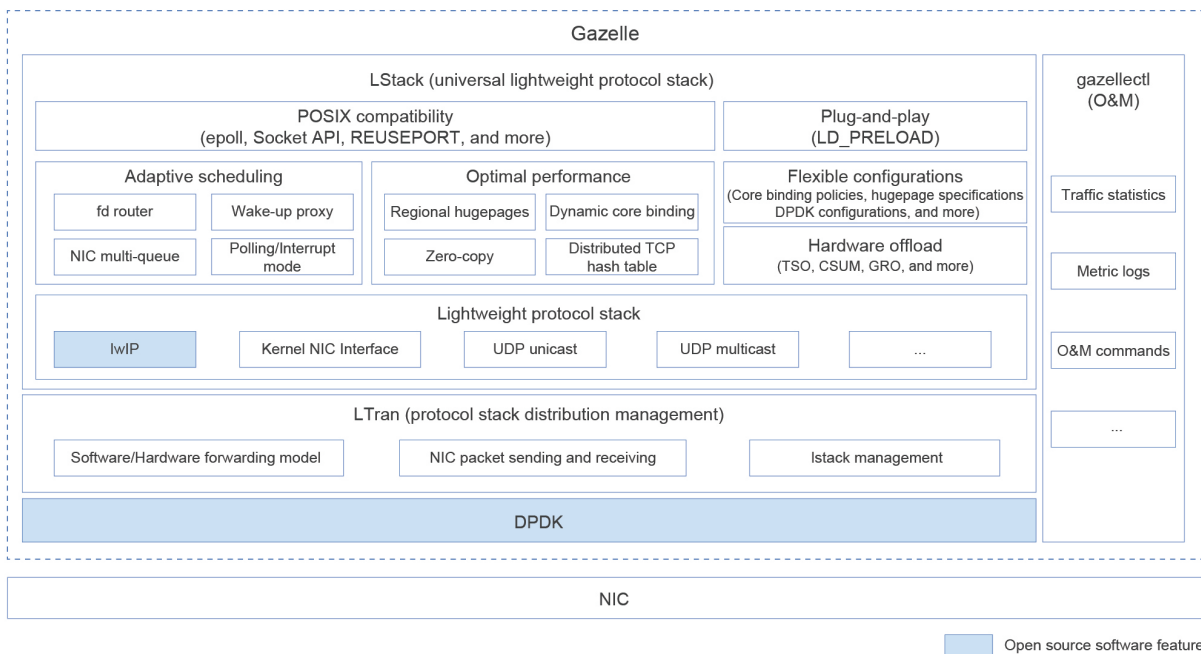 Gazelle
LStack (universal lightweight protocol stack)
POSIX compatibility
(epoll, Socket API, REUSEPORT, and more)
Plug-and-play
(LD_PRELOAD)
Adaptive scheduling
fd router
Wake-up proxy
NIC multi-queue
Polling/Interrupt
mode
Optimal performance
Regional hugepages
Dynamic core binding
Zero-copy
Distributed TCP
hash table
Flexible configurations
(Core binding policies, hugepage specifications
DPDK configurations, and more)
Hardware offload
(TSO, CSUM, GRO, and more)
Lightweight protocol stack
lwIP
Kernel NIC Interface
UDP unicast
UDP multicast
...
LTran (protocol stack distribution management)
Software/Hardware forwarding model
NIC packet sending and receiving
lstack management
DPDK
gazellectl
(O&M)
Traffic statistics
Metric logs
O&M commands
...
NIC
Open source software feature